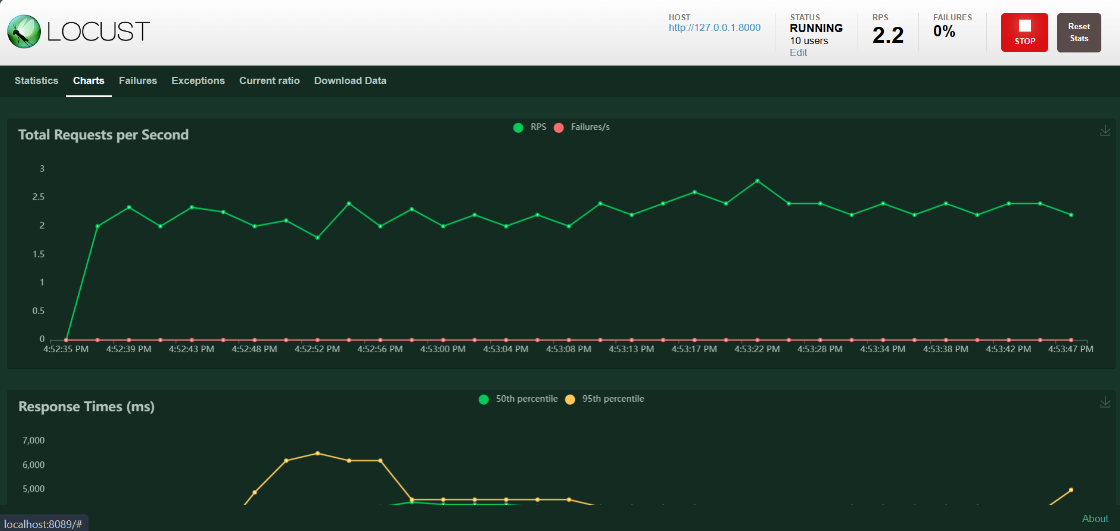 LOCUST
HOST
http://127.0.0.1:8000
STATUS
RUNNING
10 users
Edit
RPS
2.2
FAILURES
0%
STOP
Reset
Stats
Statistics Charts Failures Exceptions Current ratio Download Data
Total Requests per Second
RPS Failures/s
3
2.5
2
1.5
1
0.5
0
4:52:35 PM 4:52:39 PM 4:52:43 PM 4:52:48 PM 4:52:52 PM 4:52:56 PM 4:53:00 PM 4:53:04 PM 4:53:08 PM 4:53:13 PM 4:53:17 PM 4:53:22 PM 4:53:28 PM 4:53:34 PM 4:53:38 PM 4:53:42 PM 4:53:47 PM
Response Times (ms)
50th percentile 95th percentile
7,000
6,000
5,000
About
localhost:8089/#